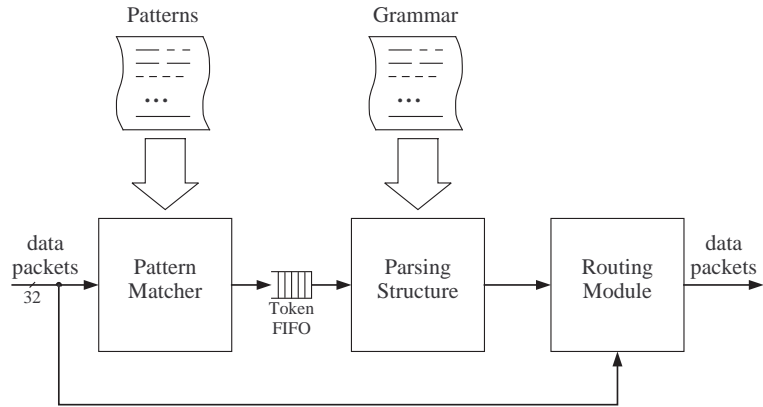 Patterns
Grammar
data
packets
32
Pattern
Matcher
Token
FIFO
Parsing
Structure
Routing
Module
data
packets